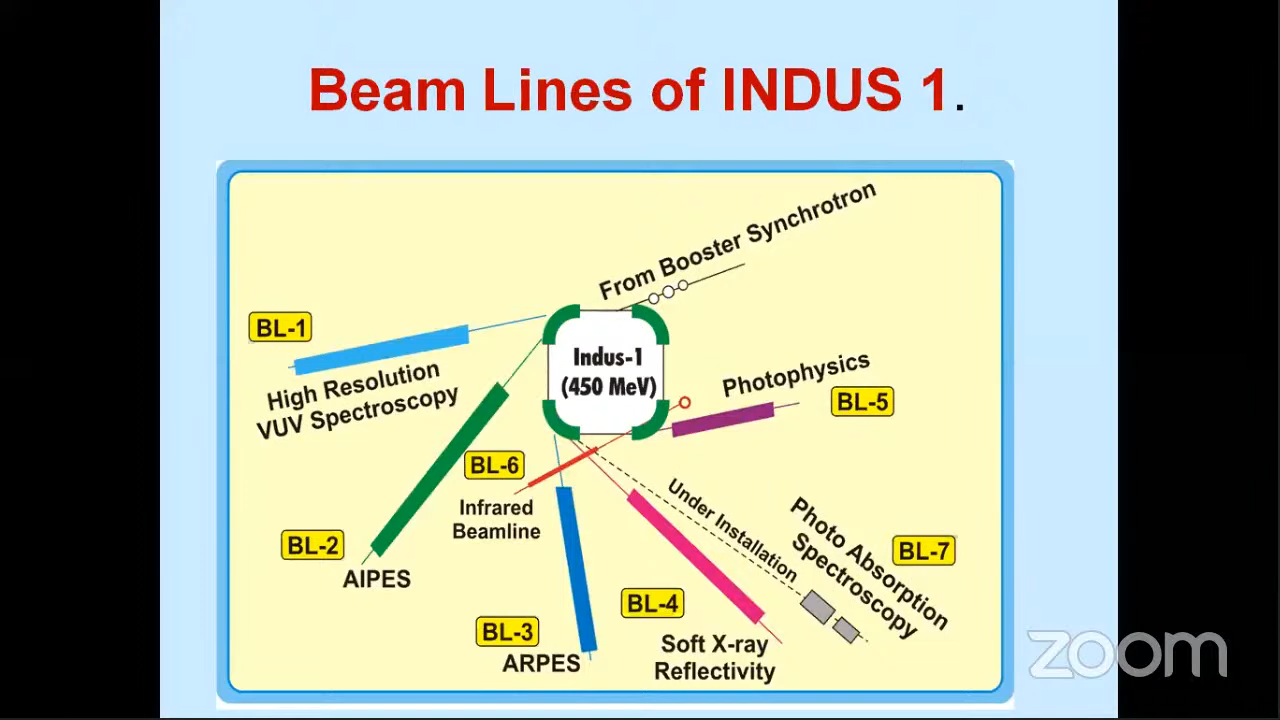 Beam Lines of INDUS 1.
From Booster Synchrotron
BL-1
High Resolution
VUV Spectroscopy
Indus-1
(450 MeV)
Photophysics
BL-5
BL-6
Infrared
Beamline
Under Installation
Photo Absorption
Spectroscopy
BL-7
BL-2
AIPES
BL-3
ARPES
BL-4
Soft X-ray
Reflectivity
zoom